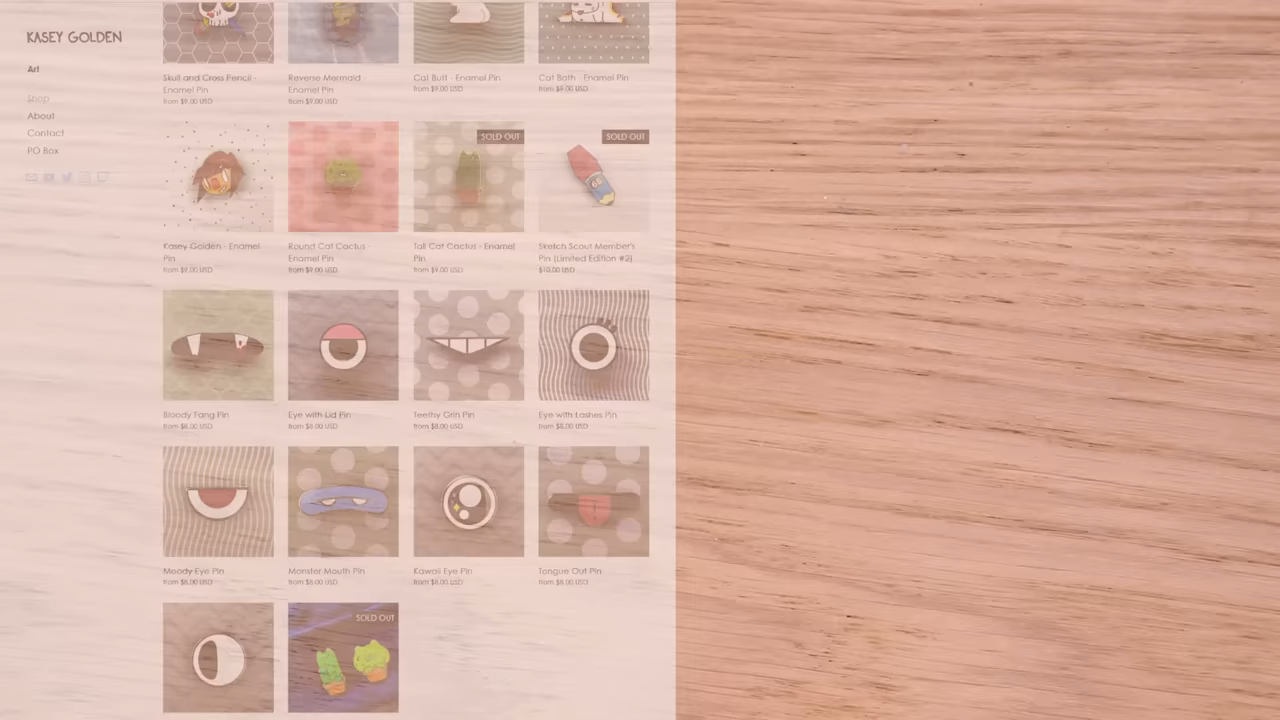 KASEY GOLDEN
Art
Shop
About
Contact
PO Box
Skull and Cross Pencil -
Enamel Pin
from $9.00 USD
Reverse Mermaid -
Enamel Pin
from $9.00 USD
Cat Butt - Enamel Pin
from $9.00 USD
Cat Bath - Enamel Pin
from $9.00 USD
Kasey Golden - Enamel
Pin
from $9.00 USD
Round Cat Cactus -
Enamel Pin
from $9.00 USD
SOLD OUT
Tall Cat Cactus - Enamel
Pin
from $9.00 USD
SOLD OUT
Sketch Scout Member's
Pin (Limited Edition #2)
$10.00 USD
Bloody Fang Pin
from $8.00 USD
Eye with Lid Pin
from $8.00 USD
Teethy Grin Pin
from $8.00 USD
Eye with Lashes Pin
from $8.00 USD
Moody Eye Pin
from $8.00 USD
Monster Mouth Pin
from $8.00 USD
Kawaii Eye Pin
from $8.00 USD
Tongue Out Pin
from $8.00 USD
SOLD OUT